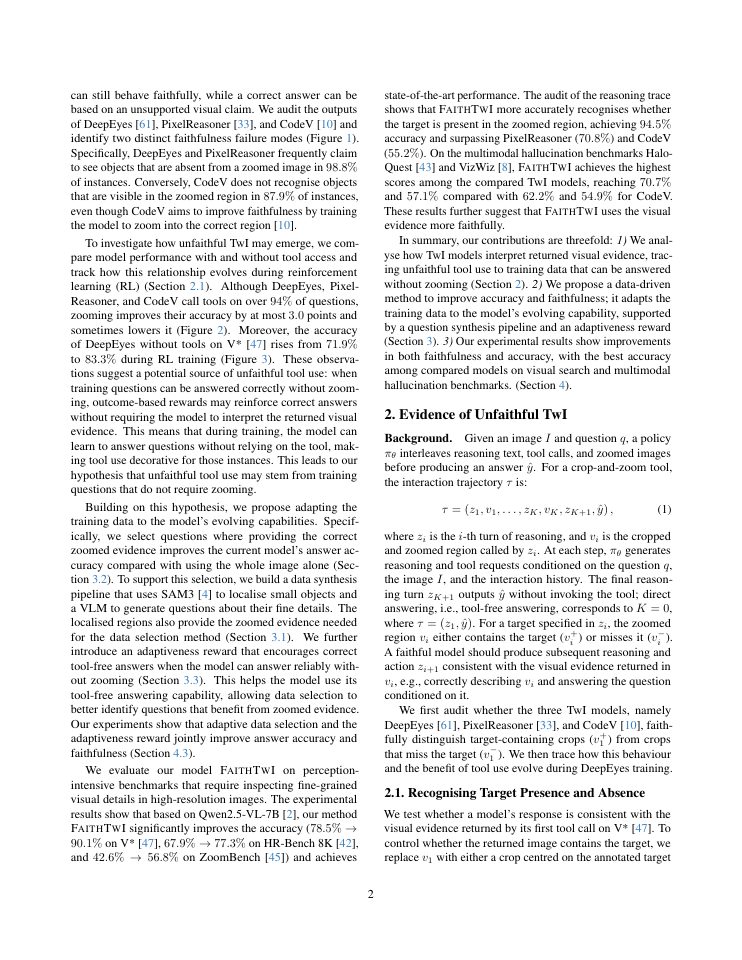 can still behave faithfully, while a correct answer can be
based on an unsupported visual claim. We audit the outputs
of DeepEyes [61], PixelReasoner [33], and CodeV [10] and
identify two distinct faithfulness failure modes (Figure 1).
Specifically, DeepEyes and PixelReasoner frequently claim
to see objects that are absent from a zoomed image in 98.8%
of instances. Conversely, CodeV does not recognise objects
that are visible in the zoomed region in 87.9% of instances,
even though CodeV aims to improve faithfulness by training
the model to zoom into the correct region [10].
To investigate how unfaithful TwI may emerge, we com-
pare model performance with and without tool access and
track how this relationship evolves during reinforcement
learning (RL) (Section 2.1). Although DeepEyes, Pixel-
Reasoner, and CodeV call tools on over 94% of questions,
zooming improves their accuracy by at most 3.0 points and
sometimes lowers it (Figure 2). Moreover, the accuracy
of DeepEyes without tools on V* [47] rises from 71.9%
to 83.3% during RL training (Figure 3). These observa-
tions suggest a potential source of unfaithful tool use: when
training questions can be answered correctly without zoom-
ing, outcome-based rewards may reinforce correct answers
without requiring the model to interpret the returned visual
evidence. This means that during training, the model can
learn to answer questions without relying on the tool, mak-
ing tool use decorative for those instances. This leads to our
hypothesis that unfaithful tool use may stem from training
questions that do not require zooming.
Building on this hypothesis, we propose adapting the
training data to the model's evolving capabilities. Specif-
ically, we select questions where providing the correct
zoomed evidence improves the current model's answer ac-
curacy compared with using the whole image alone (Sec-
tion 3.2). To support this selection, we build a data synthesis
pipeline that uses SAM3 [4] to localise small objects and
a VLM to generate questions about their fine details. The
localised regions also provide the zoomed evidence needed
for the data selection method (Section 3.1). We further
introduce an adaptiveness reward that encourages correct
tool-free answers when the model can answer reliably with-
out zooming (Section 3.3). This helps the model use its
tool-free answering capability, allowing data selection to
better identify questions that benefit from zoomed evidence.
Our experiments show that adaptive data selection and the
adaptiveness reward jointly improve answer accuracy and
faithfulness (Section 4.3).
We evaluate our model FAITHTWI on perception-
intensive benchmarks that require inspecting fine-grained
visual details in high-resolution images. The experimental
results show that based on Qwen2.5-VL-7B [2], our method
FAITHTWI significantly improves the accuracy (78.5% →
90.1% on V* [47], 67.9% → 77.3% on HR-Bench 8K [42],
and 42.6% → 56.8% on ZoomBench [45]) and achieves
state-of-the-art performance. The audit of the reasoning trace
shows that FAITHTWI more accurately recognises whether
the target is present in the zoomed region, achieving 94.5%
accuracy and surpassing PixelReasoner (70.8%) and CodeV
(55.2%). On the multimodal hallucination benchmarks Halo-
Quest [43] and VizWiz [8], FAITHTWI achieves the highest
scores among the compared TwI models, reaching 70.7%
and 57.1% compared with 62.2% and 54.9% for CodeV.
These results further suggest that FAITHTWI uses the visual
evidence more faithfully.
In summary, our contributions are threefold: 1) We anal-
yse how TwI models interpret returned visual evidence, trac-
ing unfaithful tool use to training data that can be answered
without zooming (Section 2). 2) We propose a data-driven
method to improve accuracy and faithfulness; it adapts the
training data to the model's evolving capability, supported
by a question synthesis pipeline and an adaptiveness reward
(Section 3). 3) Our experimental results show improvements
in both faithfulness and accuracy, with the best accuracy
among compared models on visual search and multimodal
hallucination benchmarks. (Section 4).
2. Evidence of Unfaithful TwI
Background. Given an image I and question q, a policy
πθ interleaves reasoning text, tool calls, and zoomed images
before producing an answer ŷ. For a crop-and-zoom tool,
the interaction trajectory τ is:
τ = (z₁, v₁, . . . , z_K, v_K, z_{K+1}, ŷ) , (1)
where z_i is the i-th turn of reasoning, and v_i is the cropped
and zoomed region called by z_i. At each step, πθ generates
reasoning and tool requests conditioned on the question q,
the image I, and the interaction history. The final reason-
ing turn z_{K+1} outputs ŷ without invoking the tool; direct
answering, i.e., tool-free answering, corresponds to K = 0,
where τ = (z₁, ŷ). For a target specified in z_i, the zoomed
region v_i either contains the target (v_i⁺) or misses it (v_i⁻).
A faithful model should produce subsequent reasoning and
action z_{i+1} consistent with the visual evidence returned in
v_i, e.g., correctly describing v_i and answering the question
conditioned on it.
We first audit whether the three TwI models, namely
DeepEyes [61], PixelReasoner [33], and CodeV [10], faith-
fully distinguish target-containing crops (v₁⁺) from crops
that miss the target (v₁⁻). We then trace how this behaviour
and the benefit of tool use evolve during DeepEyes training.
2.1. Recognising Target Presence and Absence
We test whether a model's response is consistent with the
visual evidence returned by its first tool call on V* [47]. To
control whether the returned image contains the target, we
replace v₁ with either a crop centred on the annotated target
2